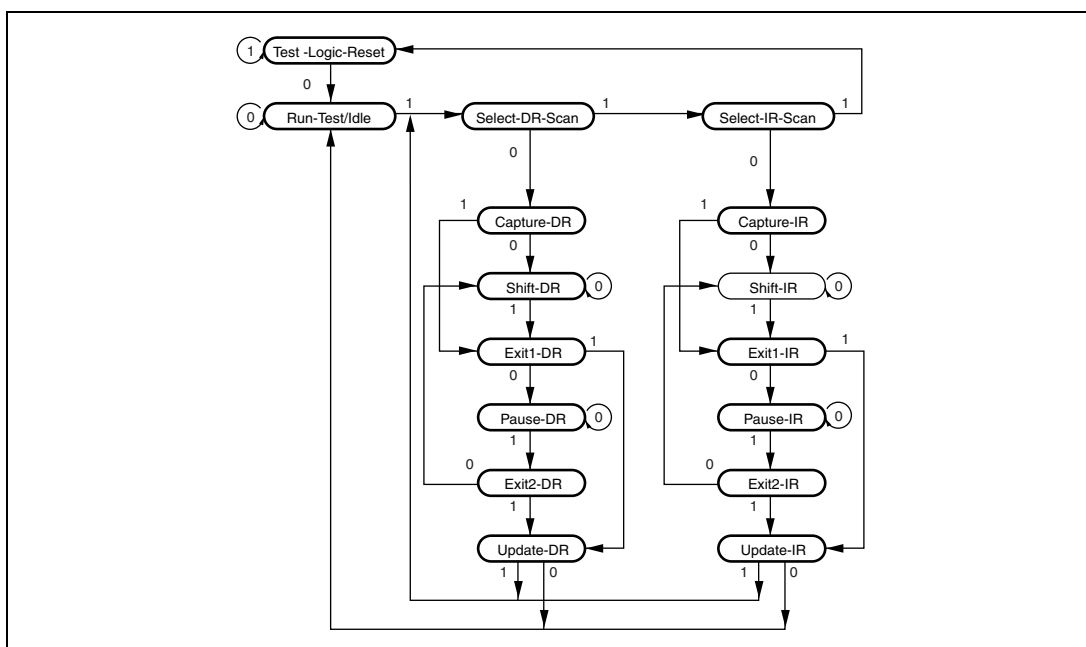 1 Test -Logic-Reset
0
0 Run-Test/Idle 1 Select-DR-Scan 1 Select-IR-Scan 1
0 0
1 1
Capture-DR Capture-IR
0 0
Shift-DR 0 Shift-IR 0
1 1
Exit1-DR 1 Exit1-IR 1
0 0
Pause-DR 0 Pause-IR 0
1 1
0 0
Exit2-DR Exit2-IR
1 1
Update-DR Update-IR
1 0 1 0